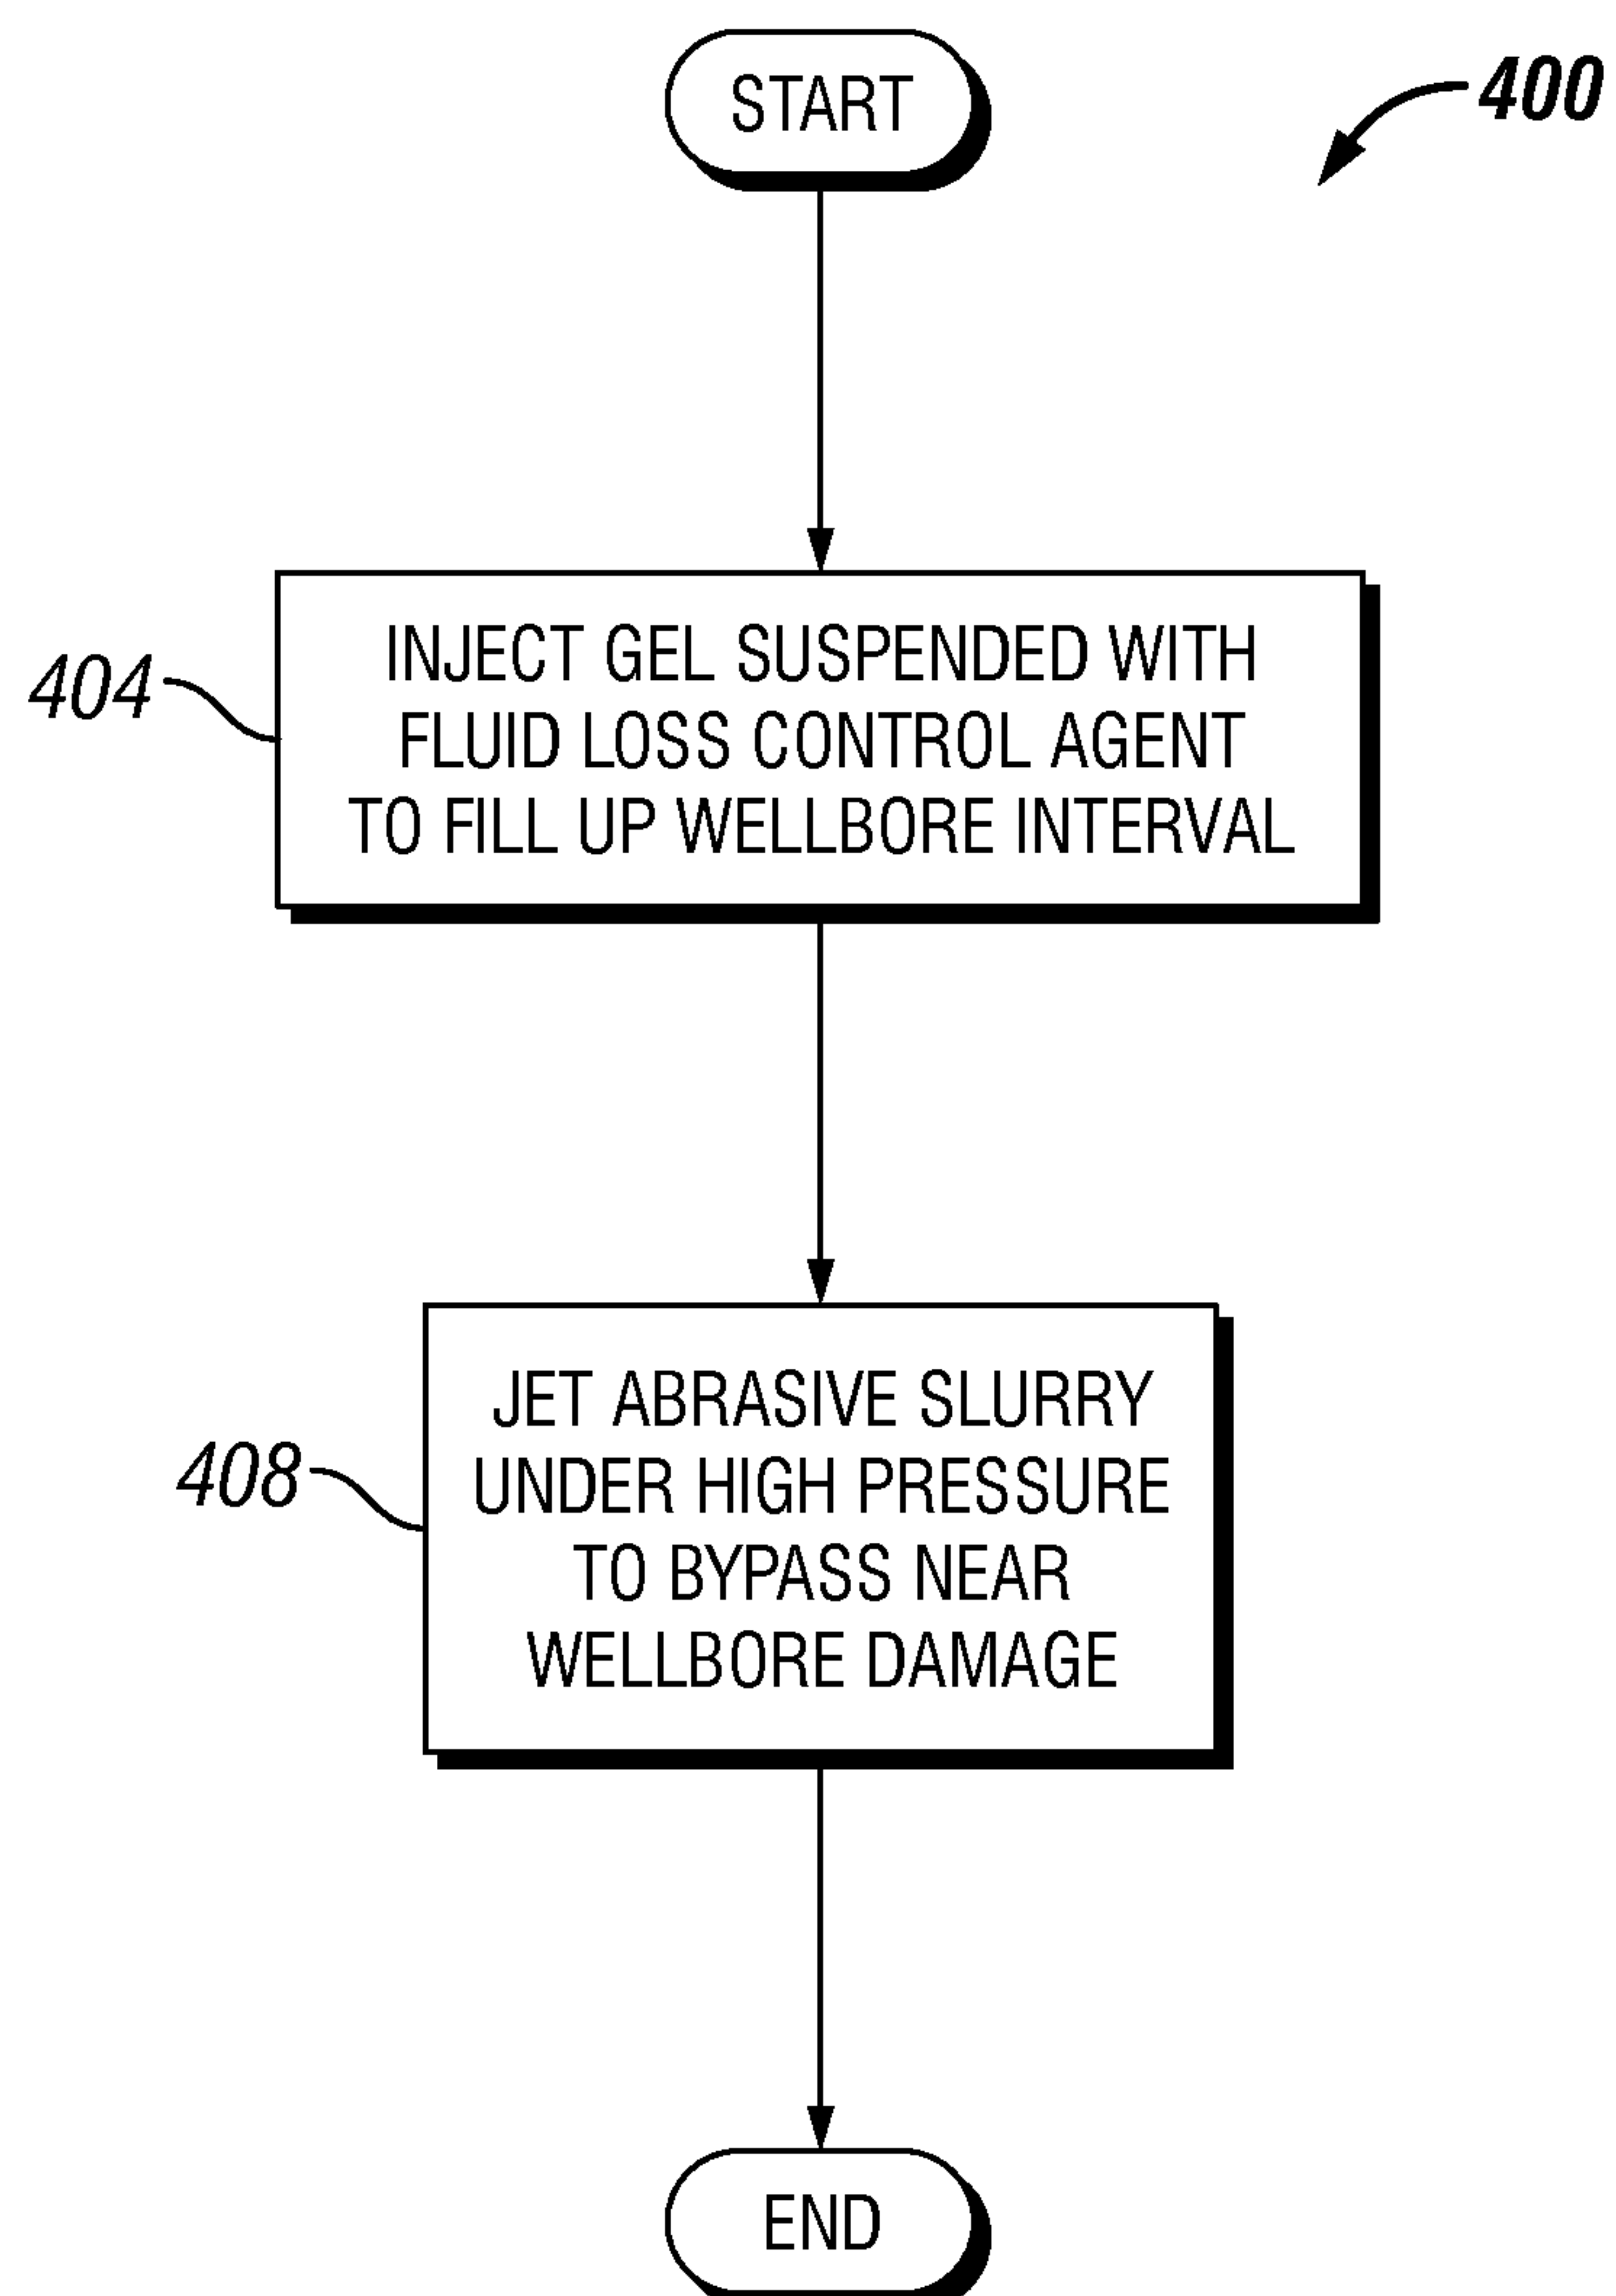 START
400
INJECT GEL SUSPENDED WITH
FLUID LOSS CONTROL AGENT
TO FILL UP WELLBORE INTERVAL
404
JET ABRASIVE SLURRY
UNDER HIGH PRESSURE
TO BYPASS NEAR
WELLBORE DAMAGE
408
END